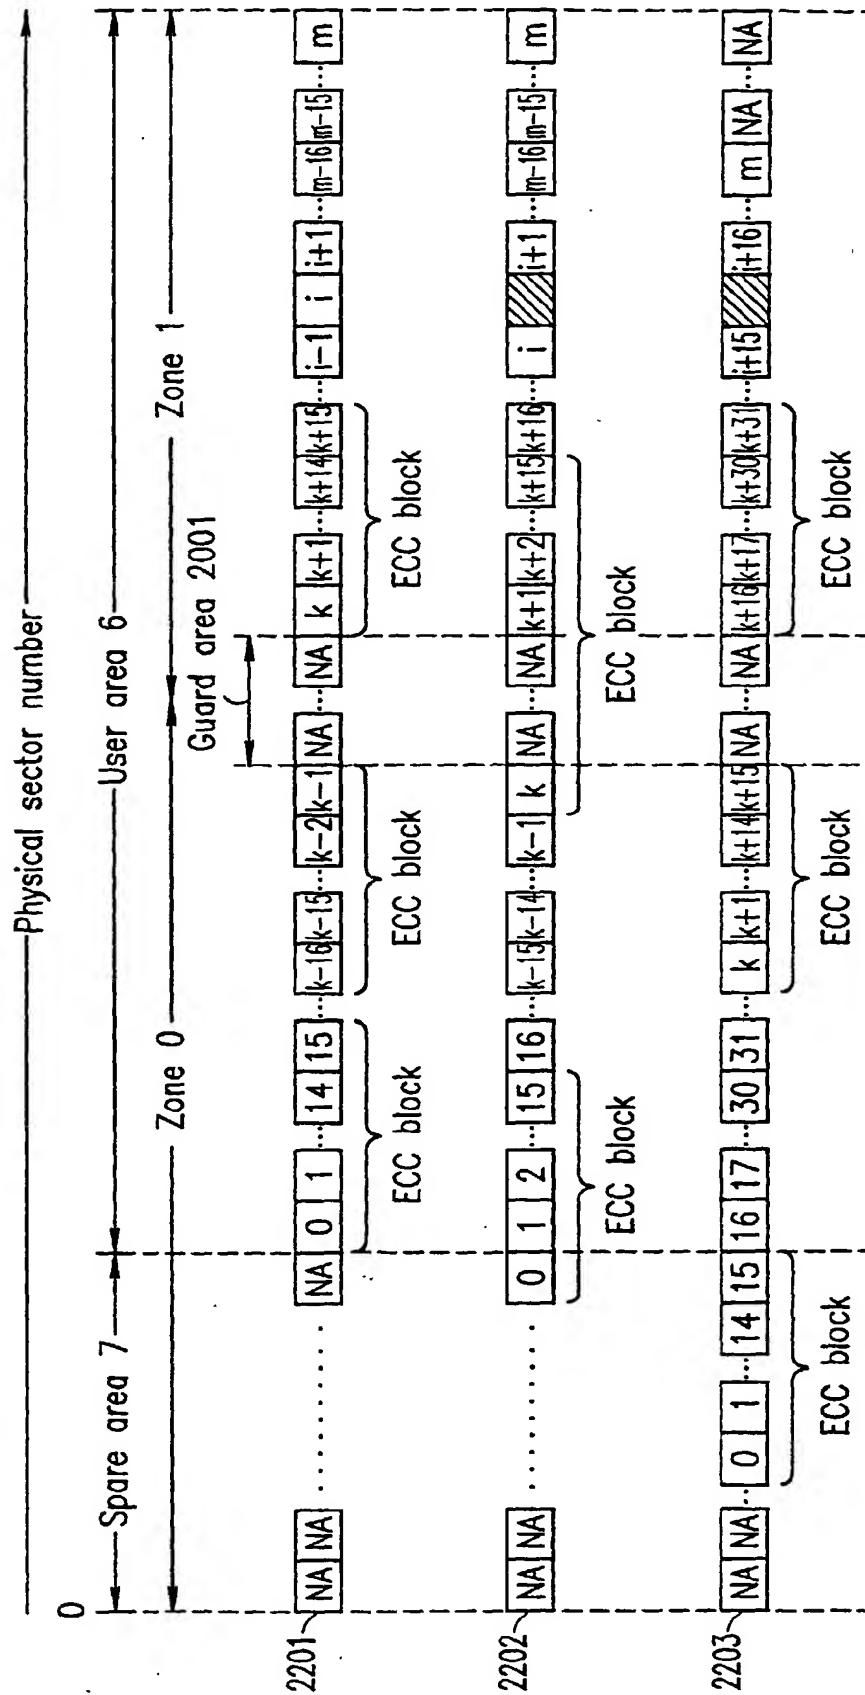 Physical sector number
0
Spare area 7
User area 6
Zone 0
Zone 1
Guard area 2001
2201
NA NA ········· NA 0 1 ··· 14 15 ··· k-16 k-15 ··· k-2 k-1 NA ··· NA k k+1 ··· k+14 k+15 ··· i-1 i i+1 ··· m-16 m-15 ··· m
ECC block
ECC block
ECC block
2202
NA NA ········· 0 1 2 ··· 15 16 ··· k-15 k-14 ··· k-1 k NA ··· NA k+1 k+2 ··· k+15 k+16 ··· i i+1 ··· m-16 m-15 ··· m
ECC block
ECC block
2203
NA NA ·· 0 1 ··· 14 15 16 17 ··· 30 31 ··· k k+1 ··· k+14 k+15 NA ··· NA k+16 k+17 ··· k+30 k+31 ··· i+15 i+16 ··· m NA ··· NA
ECC block
ECC block
ECC block